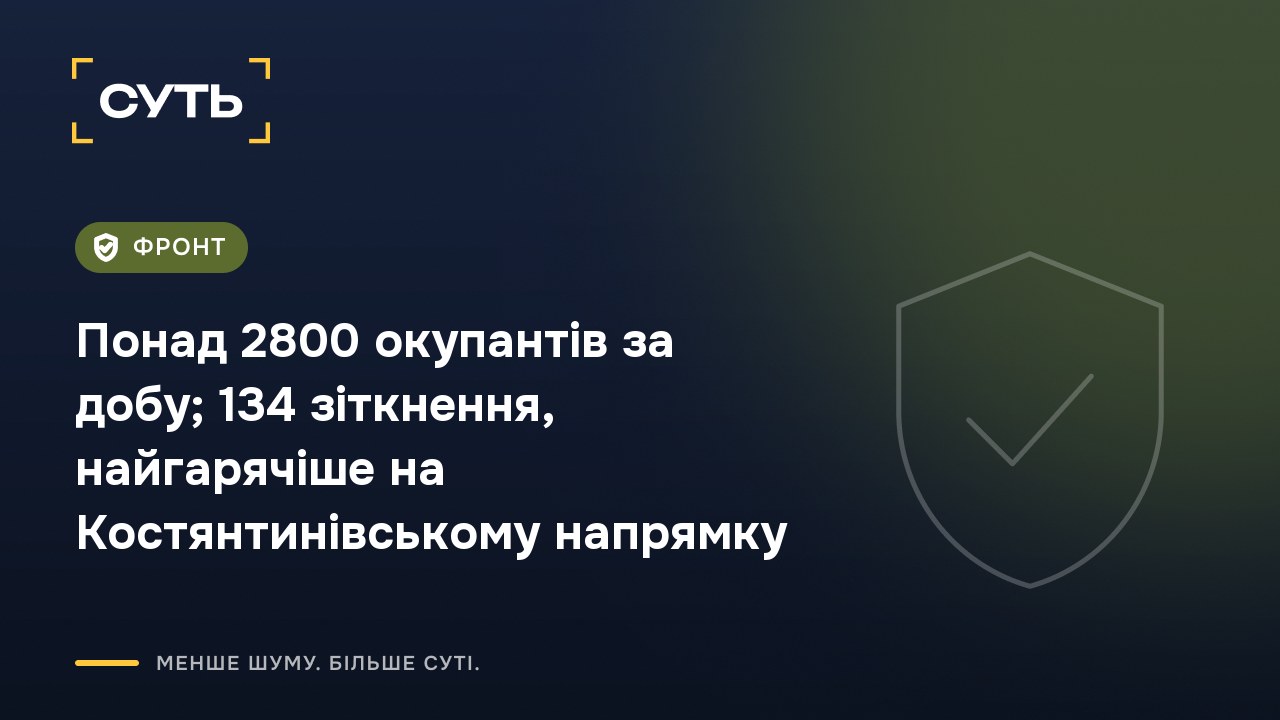 СУТЬ
ФРОНТ
Понад 2800 окупантів за
добу; 134 зіткнення,
найгарячіше на
Костянтинівському напрямку
МЕНШЕ ШУМУ. БІЛЬШЕ СУТІ.